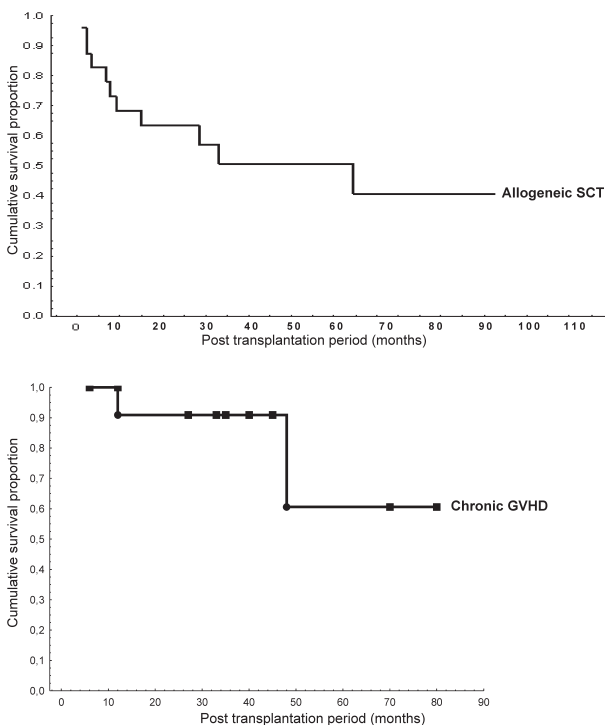 1.0
0.9
0.8
0.7
0.6
0.5
0.4
0.3
0.2
0.1
0.0
Cumulative survival proportion
Allogeneic SCT
0 10 20 30 40 50 60 70 80 90 100 110
Post transplantation period (months)
1,0
0,9
0,8
0,7
0,6
0,5
0,4
0,3
0,2
0,1
0,0
Cumulative survival proportion
Chronic GVHD
0 10 20 30 40 50 60 70 80 90
Post transplantation period (months)